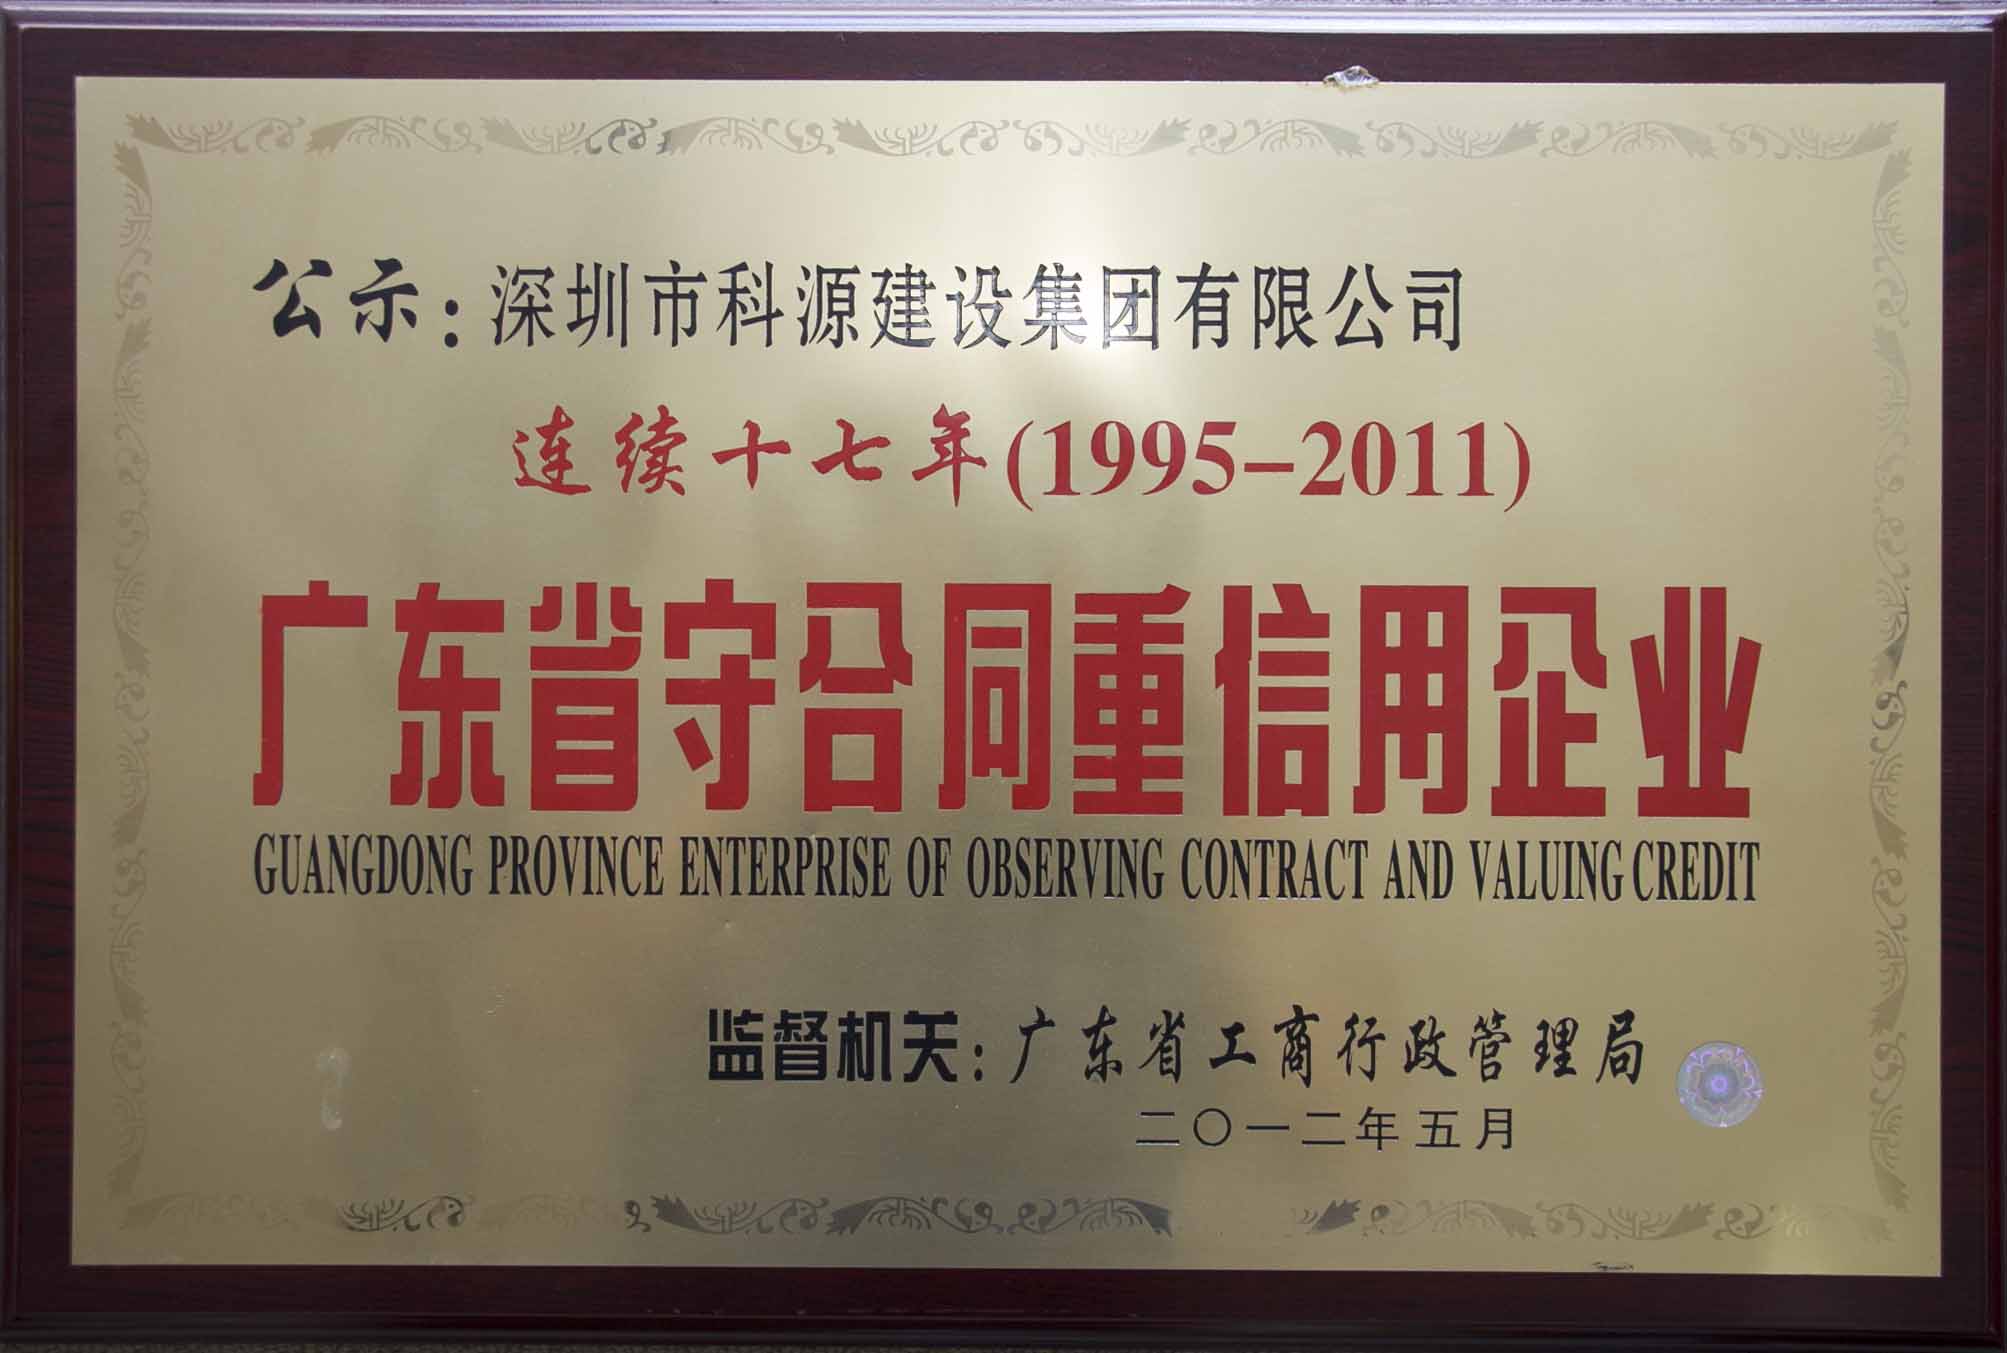 公示：深圳市科源建设集团有限公司
连续十七年(1995-2011)
广东省守合同重信用企业
GUANGDONG PROVINCE ENTERPRISE OF OBSERVING CONTRACT AND VALUING CREDIT
监督机关：广东省工商行政管理局
二〇一二年五月